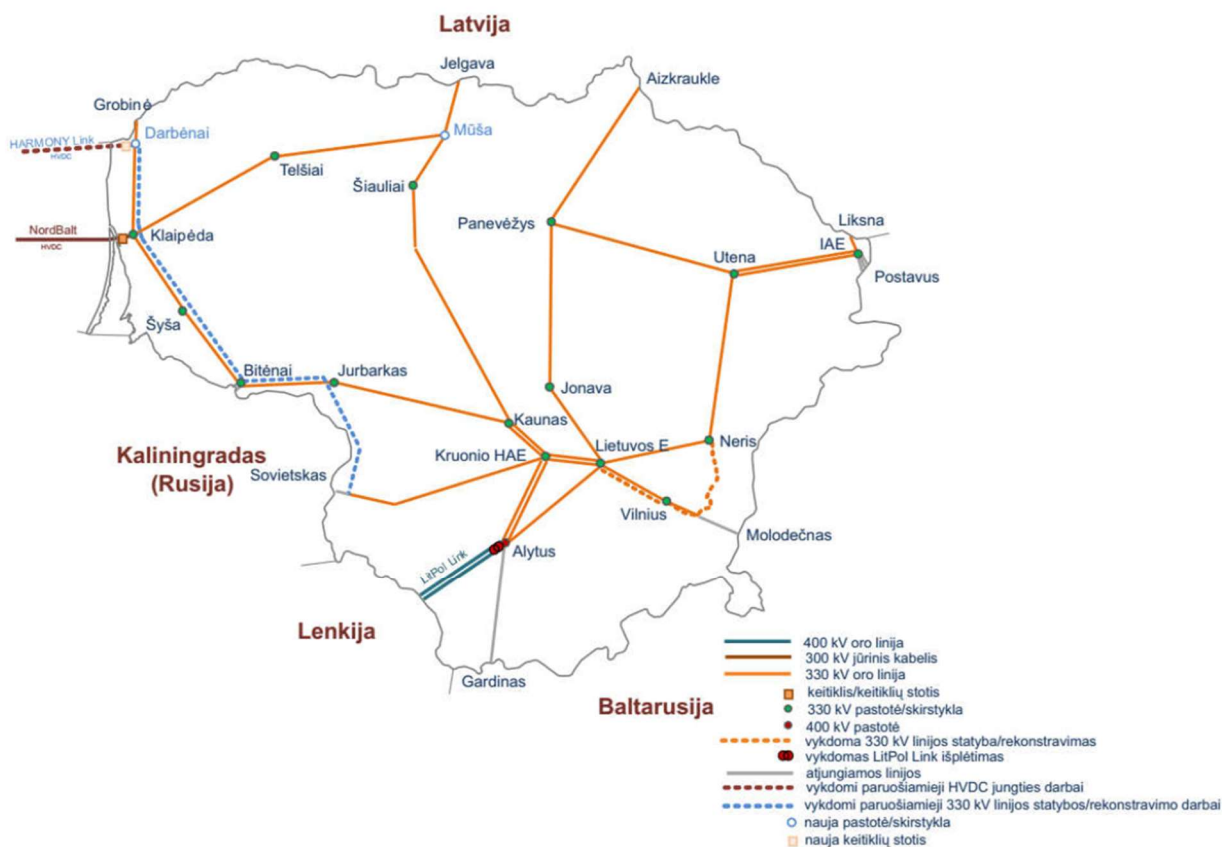 Latvija
Jelgava
Aizkraukle
Grobinė
Darbėnai
Mūša
HARMONY Link
HVDC
Telšiai
Šiauliai
Panevėžys
Liksna
NordBalt
HVDC
Klaipėda
IAE
Utena
Postavus
Šyša
Bitėnai
Jurbarkas
Jonava
Kaunas
Kaliningradas
(Rusija)
Kruonio HAE
Lietuvos E
Neris
Sovietskas
Vilnius
Molodečnas
Alytus
LitPol Link
Lenkija
Gardinas
Baltarusija
400 kV oro linija
300 kV jūrinis kabelis
330 kV oro linija
keitiklis/keitiklių stotis
330 kV pastotė/skirstykla
400 kV pastotė
vykdoma 330 kV linijos statyba/rekonstravimas
vykdomas LitPol Link išplėtimas
atjungiamos linijos
vykdomi paruošiamieji HVDC jungties darbai
vykdomi paruošiamieji 330 kV linijos statybos/rekonstravimo darbai
nauja pastotė/skirstykla
nauja keitiklių stotis